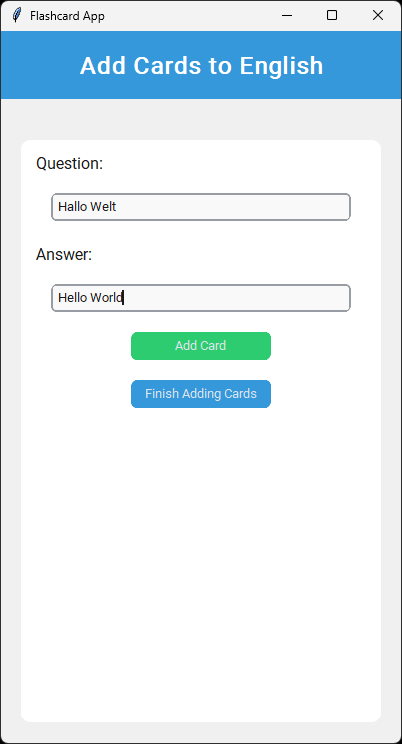 Flashcard App
Add Cards to English
Question:
Hallo Welt
Answer:
Hello World
Add Card
Finish Adding Cards